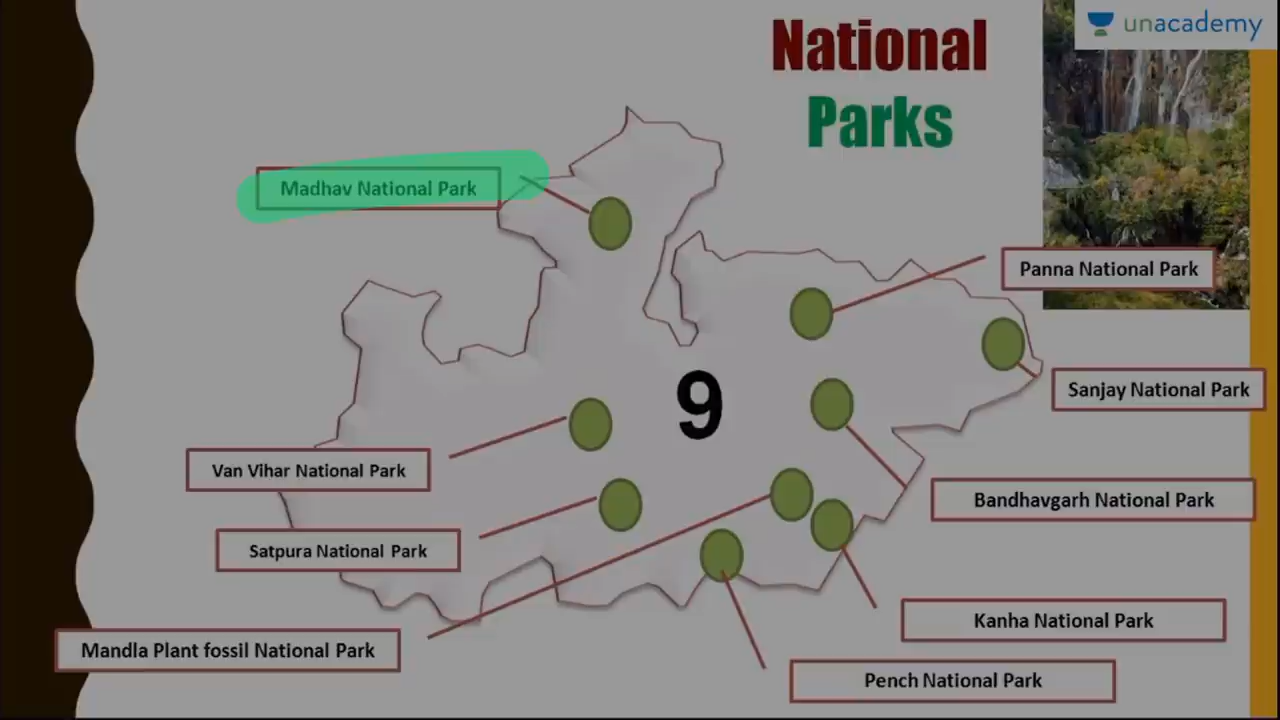 unacademy
National
Parks
Madhav National Park
Panna National Park
Sanjay National Park
9
Van Vihar National Park
Bandhavgarh National Park
Satpura National Park
Kanha National Park
Mandla Plant fossil National Park
Pench National Park